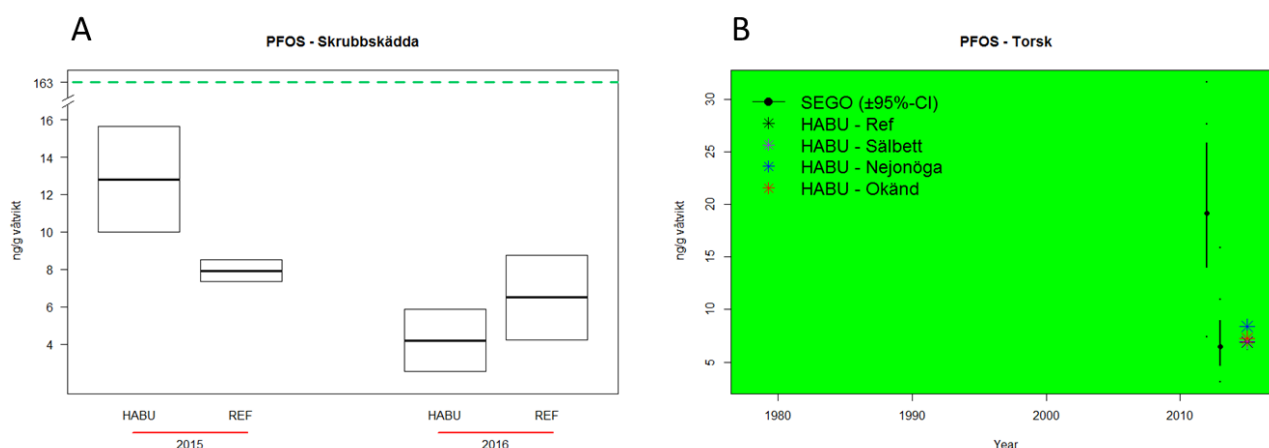 A
PFOS - Skrubbskädda
163
16
14
12
10
8
6
4
ng/g våtvikt
HABU REF HABU REF
2015 2016
B
PFOS - Torsk
30
25
20
15
10
5
ng/g våtvikt
SEGO (±95%-CI)
HABU - Ref
HABU - Sälbett
HABU - Nejonöga
HABU - Okänd
1980 1990 2000 2010
Year